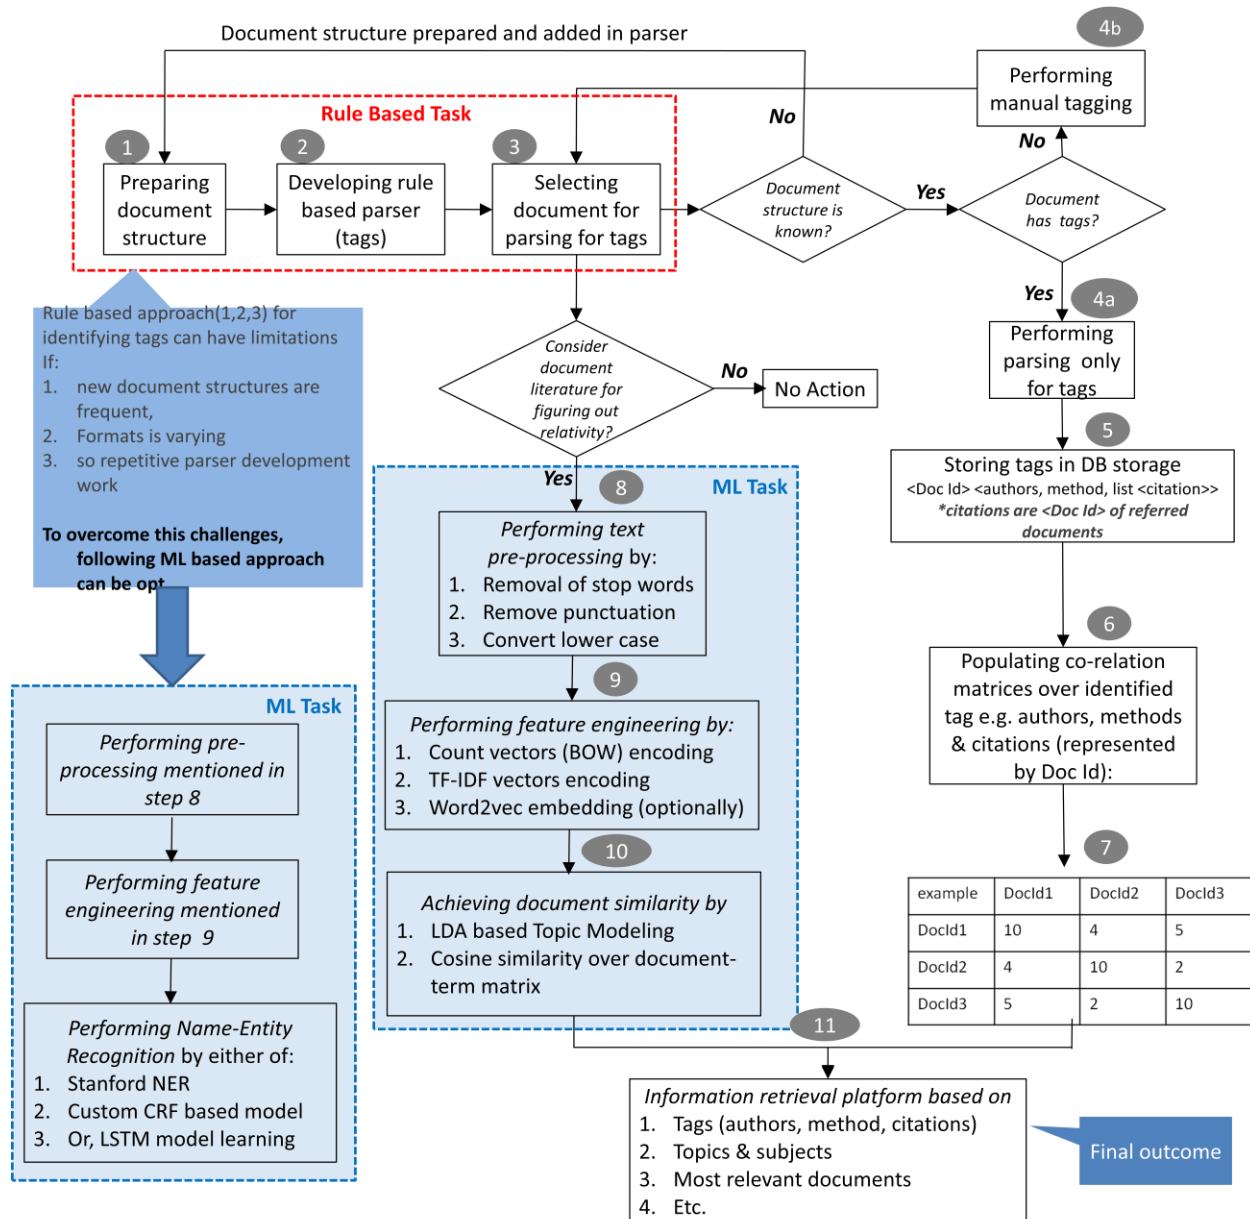 Document structure prepared and added in parser
4b
Performing
manual tagging
Rule Based Task
No
No
1
2
3
Preparing
document
structure
Developing rule
based parser
(tags)
Selecting
document for
parsing for tags
Document
structure is
known?
Yes
Document
has tags?
Yes
4a
Performing
parsing only
for tags
Rule based approach(1,2,3) for
identifying tags can have limitations
If:
1. new document structures are
frequent,
2. Formats is varying
3. so repetitive parser development
work
To overcome this challenges,
following ML based approach
can be opt
Consider
document
literature for
figuring out
relativity?
No
No Action
Yes
5
Storing tags in DB storage
<Doc Id> <authors, method, list <citation>>
*citations are <Doc Id> of referred
documents
ML Task
8
Performing text
pre-processing by:
1. Removal of stop words
2. Remove punctuation
3. Convert lower case
6
Populating co-relation
matrices over identified
tag e.g. authors, methods
& citations (represented
by Doc Id):
9
Performing feature engineering by:
1. Count vectors (BOW) encoding
2. TF-IDF vectors encoding
3. Word2vec embedding (optionally)
ML Task
Performing pre-
processing mentioned in
step 8
Performing feature
engineering mentioned
in step 9
Performing Name-Entity
Recognition by either of:
1. Stanford NER
2. Custom CRF based model
3. Or, LSTM model learning
10
Achieving document similarity by
1. LDA based Topic Modeling
2. Cosine similarity over document-
term matrix
7
example DocId1 DocId2 DocId3
DocId1 10 4 5
DocId2 4 10 2
DocId3 5 2 10
11
Information retrieval platform based on
1. Tags (authors, method, citations)
2. Topics & subjects
3. Most relevant documents
4. Etc.
Final outcome